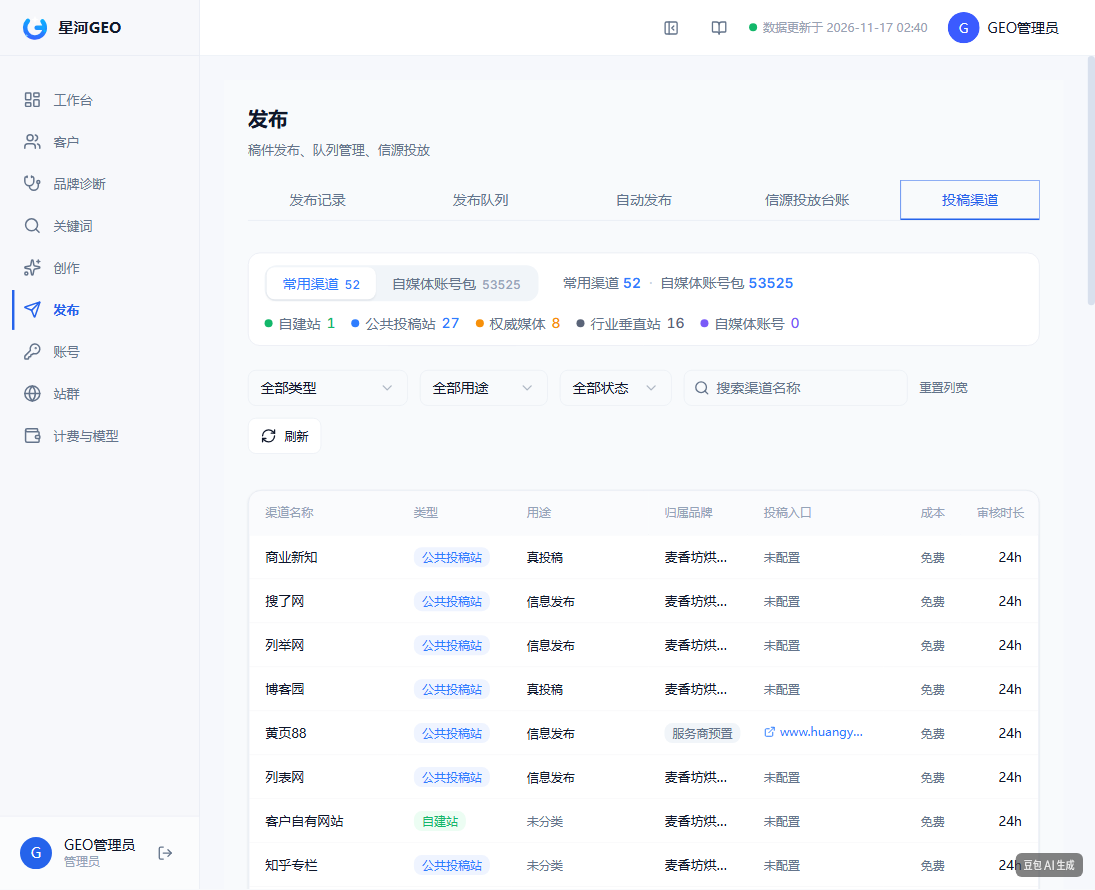 星河GEO
数据更新于 2026-11-17 02:40
G
GEO管理员
工作台
客户
品牌诊断
关键词
创作
发布
账号
站群
计费与模型
G
GEO管理员
管理员
发布
稿件发布、队列管理、信源投放
发布记录 发布队列 自动发布 信源投放台账 投稿渠道
常用渠道 52 自媒体账号包 53525 常用渠道 52 · 自媒体账号包 53525
自建站 1 公共投稿站 27 权威媒体 8 行业垂直站 16 自媒体账号 0
全部类型 全部用途 全部状态 搜索渠道名称 重置列宽
刷新
渠道名称 类型 用途 归属品牌 投稿入口 成本 审核时长
商业新知 公共投稿站 真投稿 麦香坊烘... 未配置 免费 24h
搜了网 公共投稿站 信息发布 麦香坊烘... 未配置 免费 24h
列举网 公共投稿站 信息发布 麦香坊烘... 未配置 免费 24h
博客园 公共投稿站 真投稿 麦香坊烘... 未配置 免费 24h
黄页88 公共投稿站 信息发布 服务商预置 www.huangy... 免费 24h
列表网 公共投稿站 信息发布 麦香坊烘... 未配置 免费 24h
客户自有网站 自建站 未分类 麦香坊烘... 未配置 免费 24h
知乎专栏 公共投稿站 未分类 麦香坊烘... 未配置 免费 24h
豆包 AI 生成